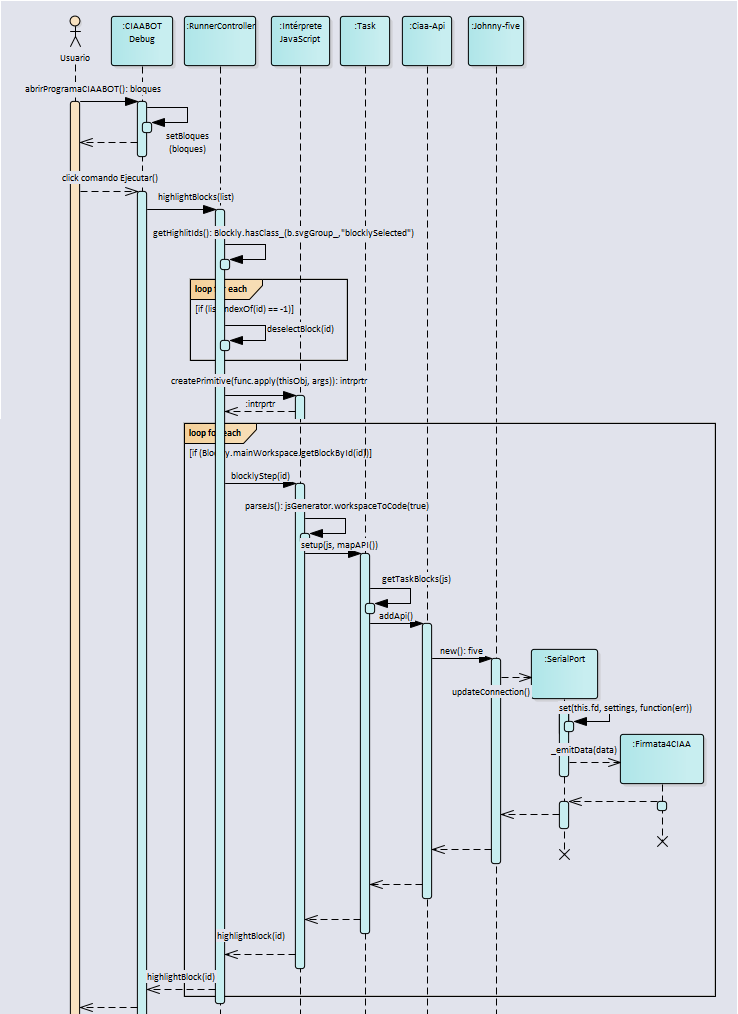 :CIAABOT
Debug
:RunnerController
:Intérprete
JavaScript
:Task
:Ciaa-Api
:Johnny-five
Usuario
abrirProgramaCIAABOT(): bloques
setBloques
(bloques)
click comando Ejecutar()
highlightBlocks(list)
getHighlitIds(): Blockly.hasClass_(b.svgGroup_,"blocklySelected")
loop for each
[if (list.indexOf(id) == -1)]
deselectBlock(id)
createPrimitive(func.apply(thisObj, args)): intrprtr
:intrprtr
loop for each
[if (Blockly.mainWorkspace.getBlockById(id)]
blocklyStep(id)
parseJs(): jsGenerator.workspaceToCode(true)
setup(js, mapAPI())
getTaskBlocks(js)
addApi()
new(): five
:SerialPort
updateConnection()
set(this.fd, settings, function(err))
:Firmata4CIAA
_emitData(data)
highlightBlock(id)
highlightBlock(id)